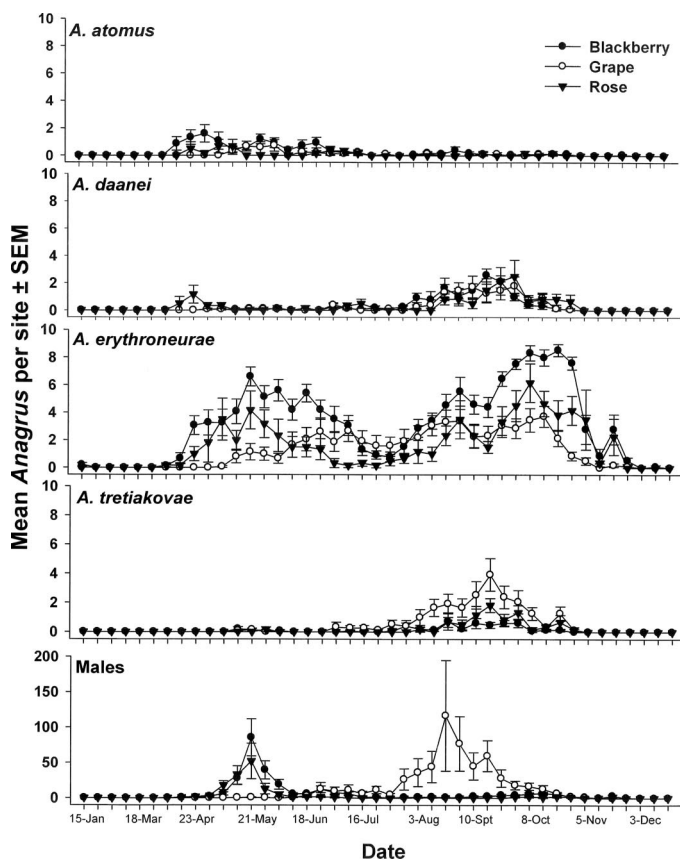 10
A. atomus
8
6
4
2
0
Blackberry
Grape
Rose
10
A. daanei
8
6
4
2
0
10
A. erythroneurae
8
6
4
2
0
10
A. tretiakovae
8
6
4
2
0
200
Males
150
100
50
0
Mean Anagrus per site ± SEM
15-Jan 18-Mar 23-Apr 21-May 18-Jun 16-Jul 3-Aug 10-Spt 8-Oct 5-Nov 3-Dec
Date